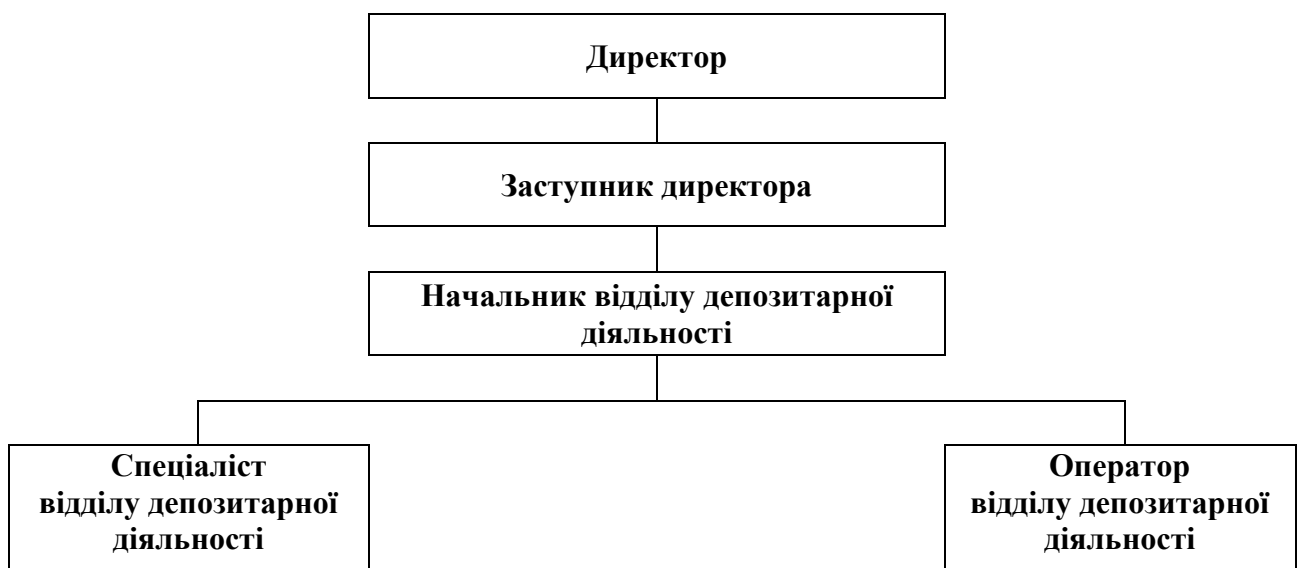 Директор
Заступник директора
Начальник відділу депозитарної
діяльності
Спеціаліст
відділу депозитарної
діяльності
Оператор
відділу депозитарної
діяльності